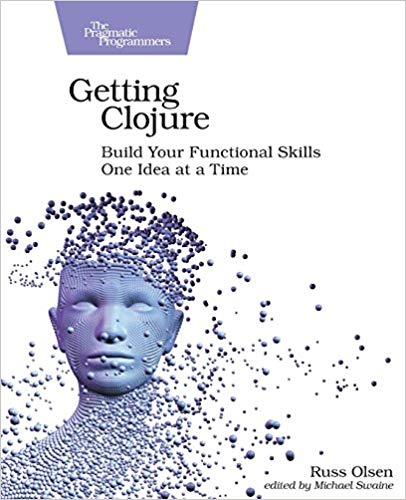 The
Pragmatic
Programmers
Getting
Clojure
Build Your Functional Skills
One Idea at a Time
Russ Olsen
edited by Michael Swaine